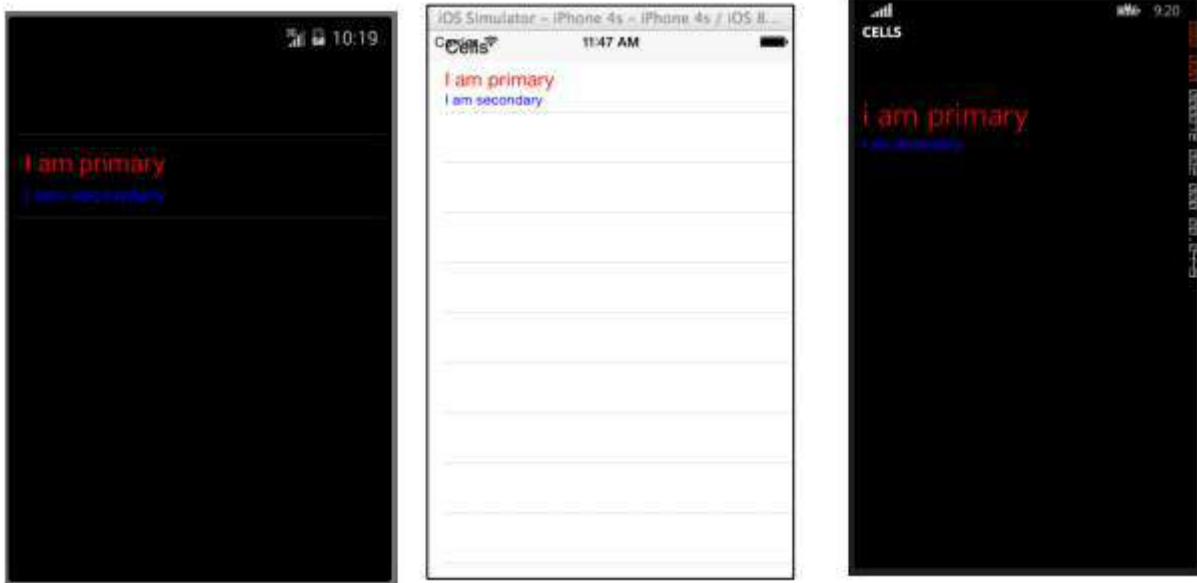 10:19
I am primary
I am secondary
iOS Simulator – iPhone 4s – iPhone 4s / iOS 8....
Cells
11:47 AM
I am primary
I am secondary
9:20
CELLS
i am primary